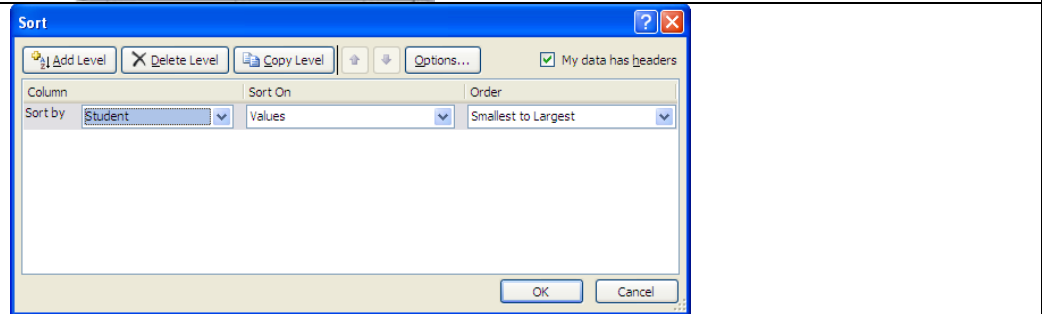 Sort
Add Level Delete Level Copy Level Options... My data has headers
Column Sort On Order
Sort by Student Values Smallest to Largest
OK Cancel